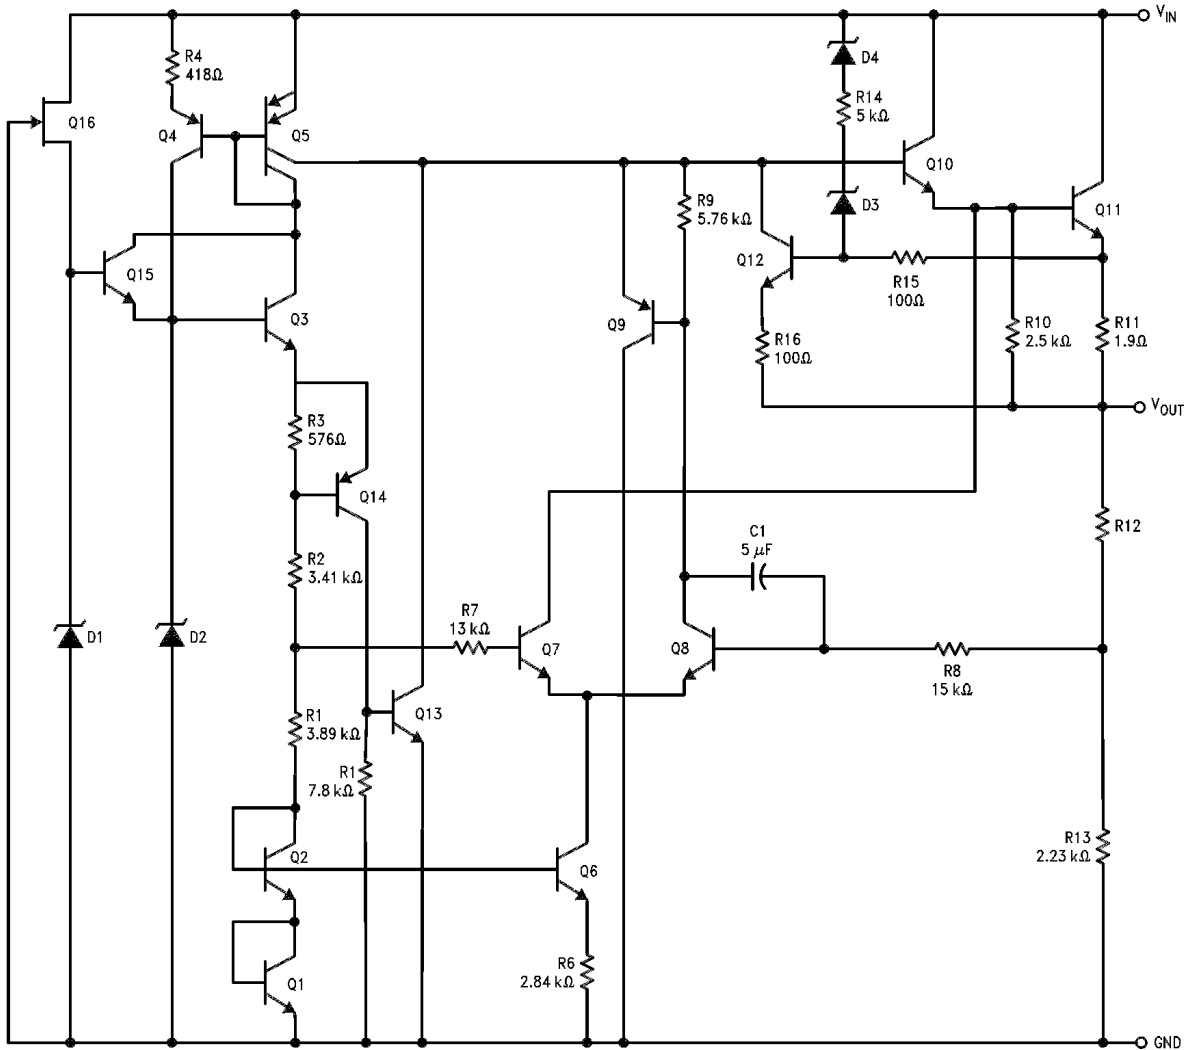 V_IN
R4
418Ω
D4
Q16
Q4
Q5
R14
5 kΩ
Q10
R9
5.76 kΩ
D3
Q11
Q15
Q12
R15
100Ω
Q3
Q9
R16
100Ω
R10
2.5 kΩ
R11
1.9Ω
V_OUT
R3
576Ω
Q14
R12
C1
5 μF
R2
3.41 kΩ
R7
13 kΩ
D1
D2
Q7
Q8
R8
15 kΩ
R1
3.89 kΩ
Q13
R1
7.8 kΩ
R13
2.23 kΩ
Q2
Q6
R6
2.84 kΩ
Q1
GND